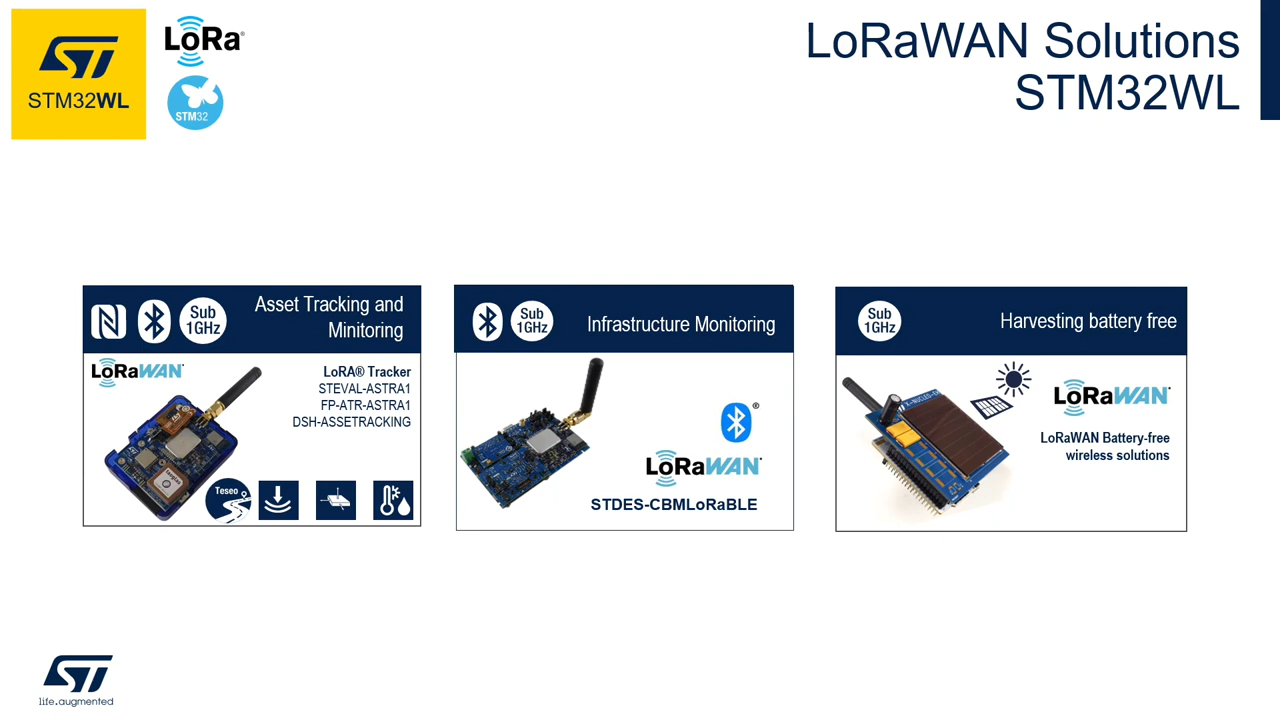 STM32WL
LoRa®
STM32
LoRaWAN Solutions
STM32WL
Sub
1GHz
Asset Tracking and
Minitoring
LoRaWAN
LoRA® Tracker
STEVAL-ASTRA1
FP-ATR-ASTRA1
DSH-ASSETRACKING
Teseo
Sub
1GHz
Infrastructure Monitoring
®
LoRaWAN
STDES-CBMLoRaBLE
Sub
1GHz
Harvesting battery free
LoRaWAN
LoRaWAN Battery-free
wireless solutions
ST
life.augmented